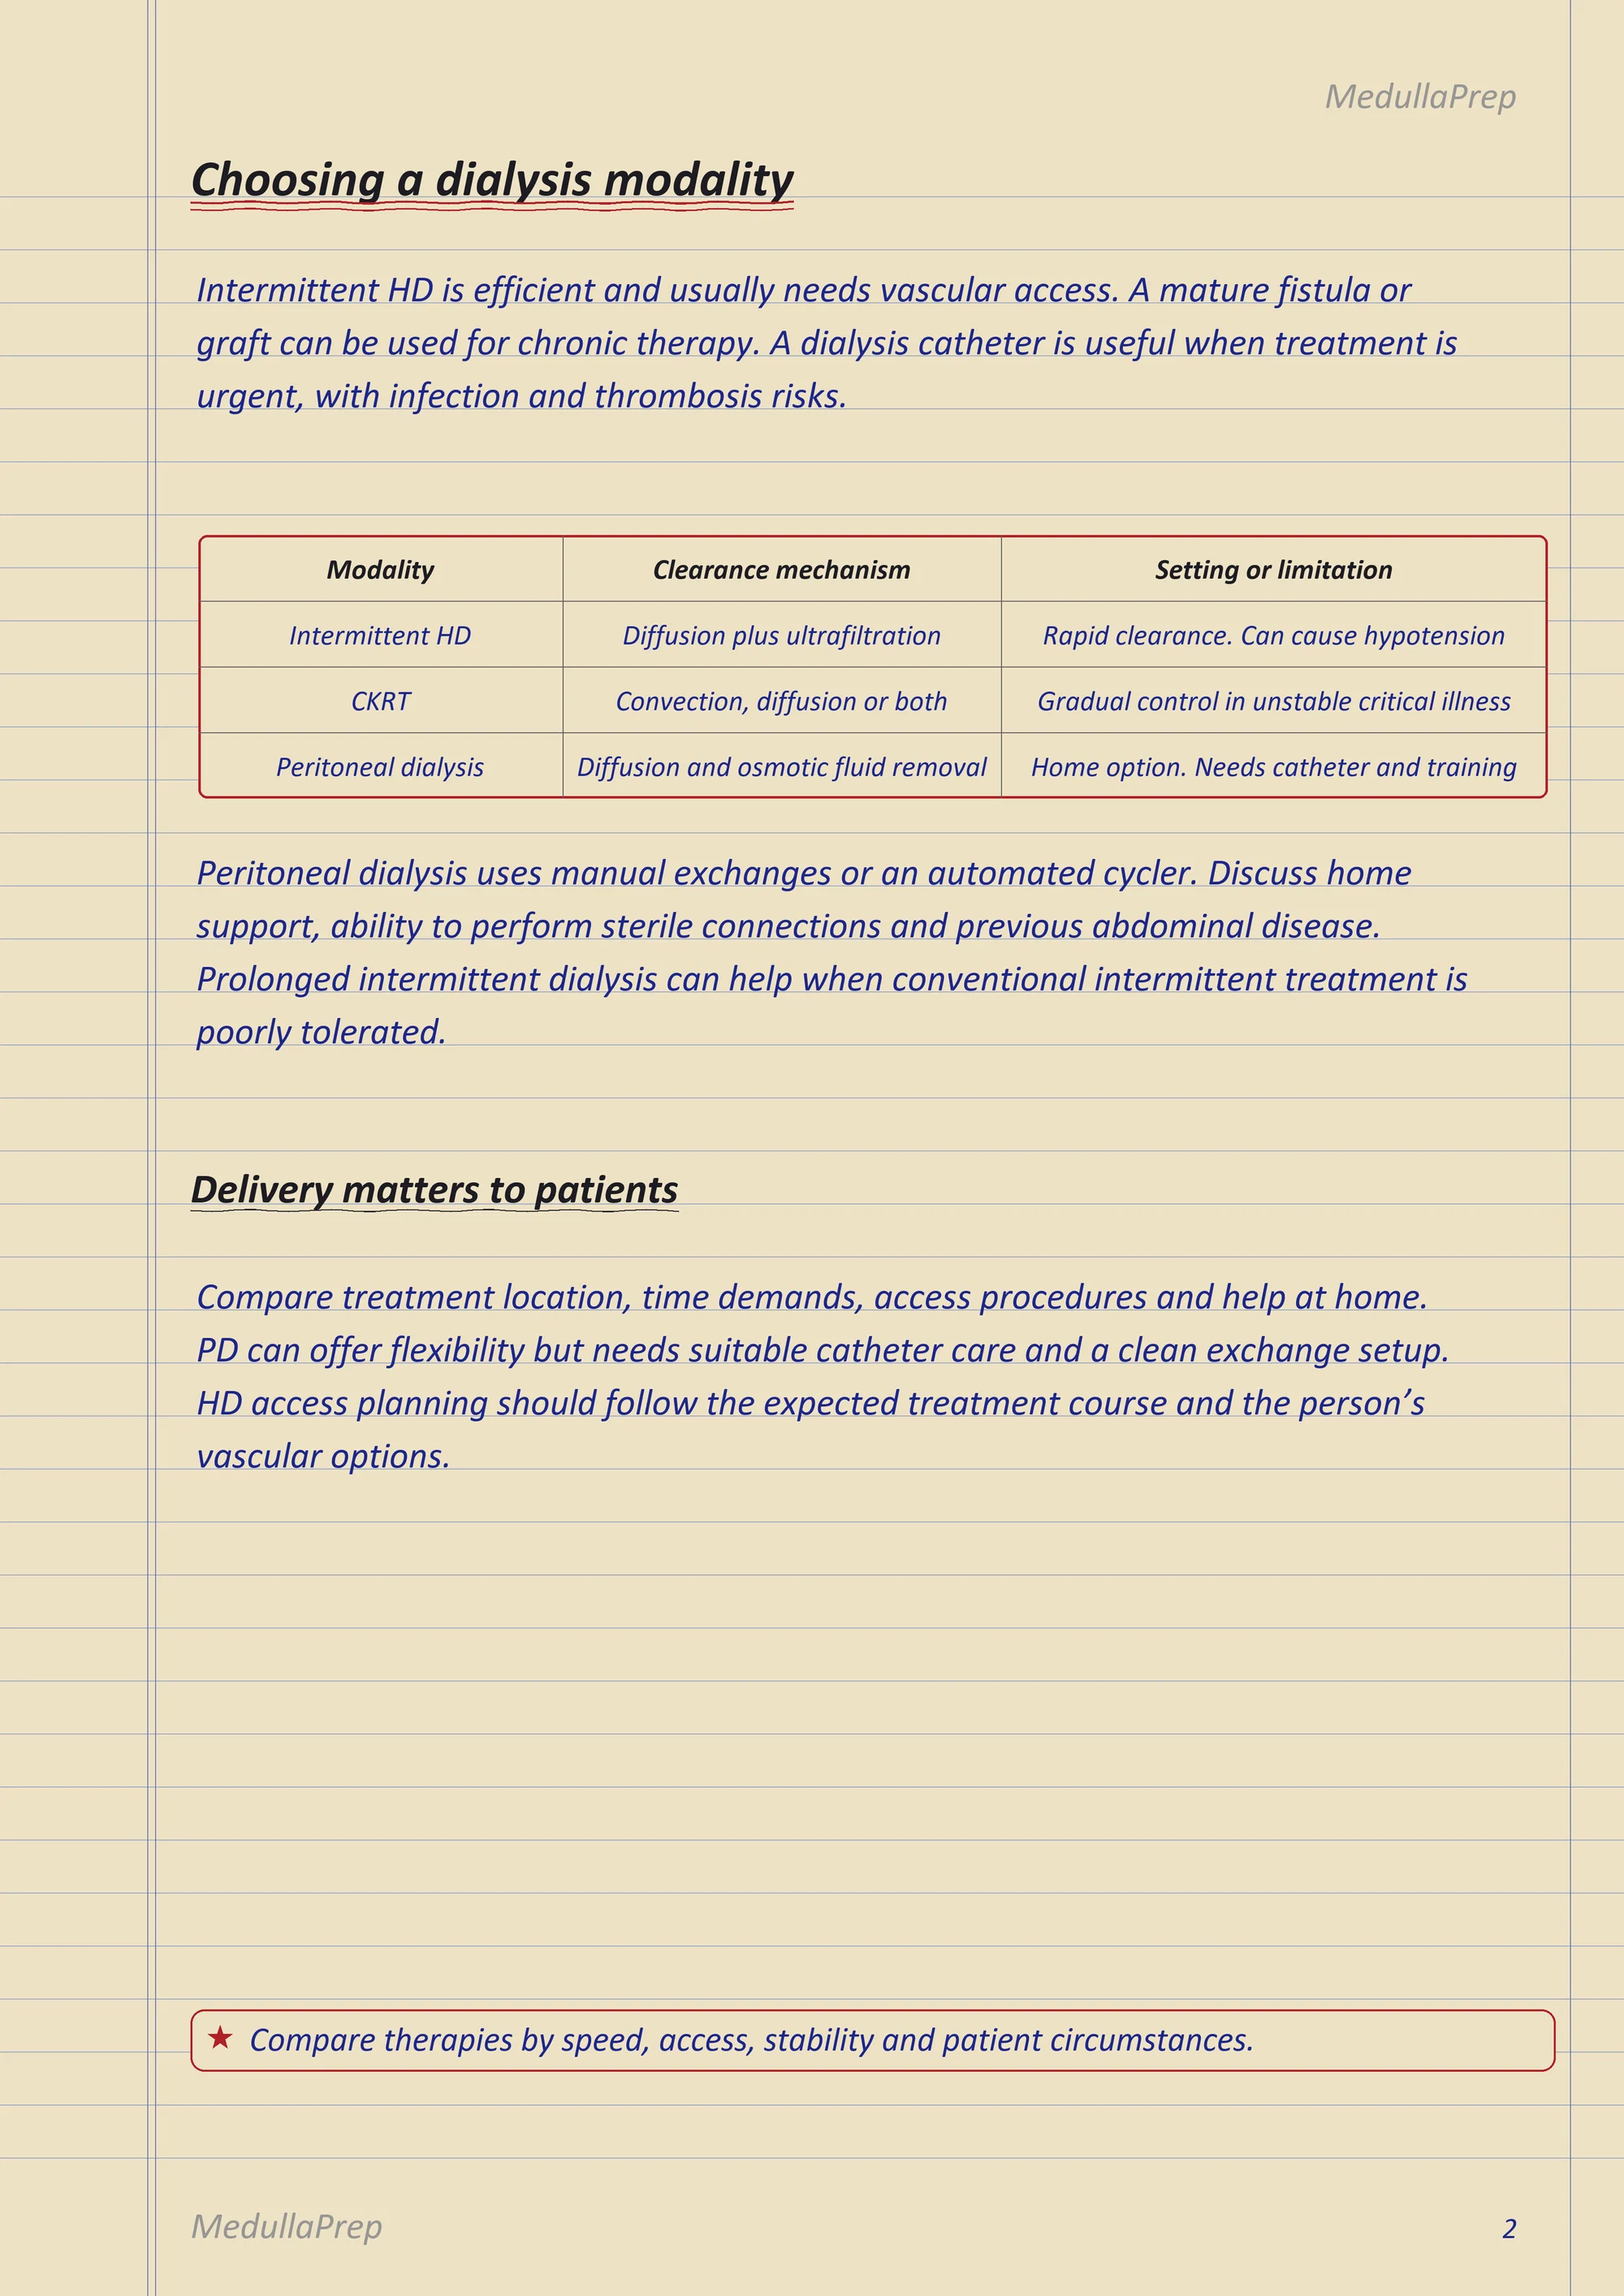 MedullaPrep
Choosing a dialysis modality
Intermittent HD is efficient and usually needs vascular access. A mature fistula or
graft can be used for chronic therapy. A dialysis catheter is useful when treatment is
urgent, with infection and thrombosis risks.
Modality Clearance mechanism Setting or limitation
Intermittent HD Diffusion plus ultrafiltration Rapid clearance. Can cause hypotension
CKRT Convection, diffusion or both Gradual control in unstable critical illness
Peritoneal dialysis Diffusion and osmotic fluid removal Home option. Needs catheter and training
Peritoneal dialysis uses manual exchanges or an automated cycler. Discuss home
support, ability to perform sterile connections and previous abdominal disease.
Prolonged intermittent dialysis can help when conventional intermittent treatment is
poorly tolerated.
Delivery matters to patients
Compare treatment location, time demands, access procedures and help at home.
PD can offer flexibility but needs suitable catheter care and a clean exchange setup.
HD access planning should follow the expected treatment course and the person’s
vascular options.
★ Compare therapies by speed, access, stability and patient circumstances.
MedullaPrep 2